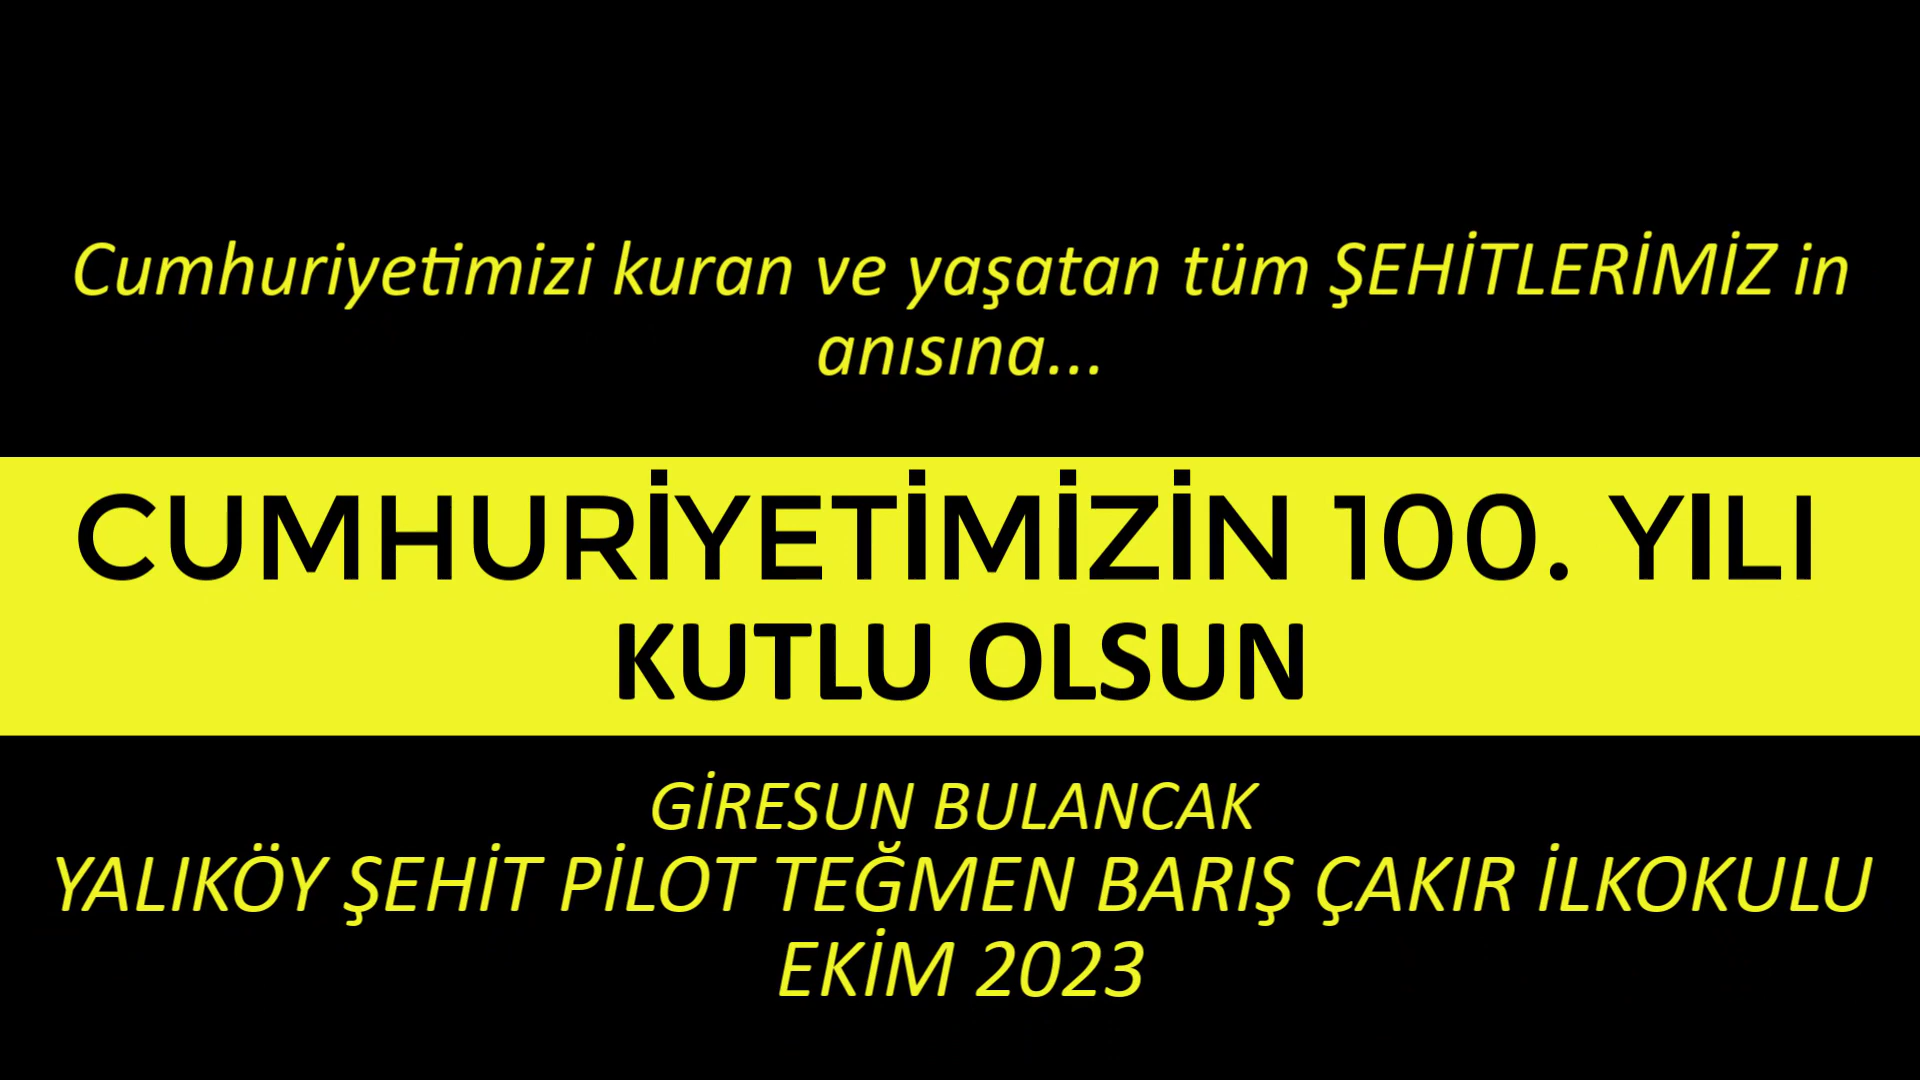 Cumhuriyetimizi kuran ve yaşatan tüm ŞEHİTLERİMİZ in
anısına...
CUMHURİYETİMİZİN 100. YILI
KUTLU OLSUN
GİRESUN BULANCAK
YALIKÖY ŞEHİT PİLOT TEĞMEN BARIŞ ÇAKIR İLKOKULU
EKİM 2023